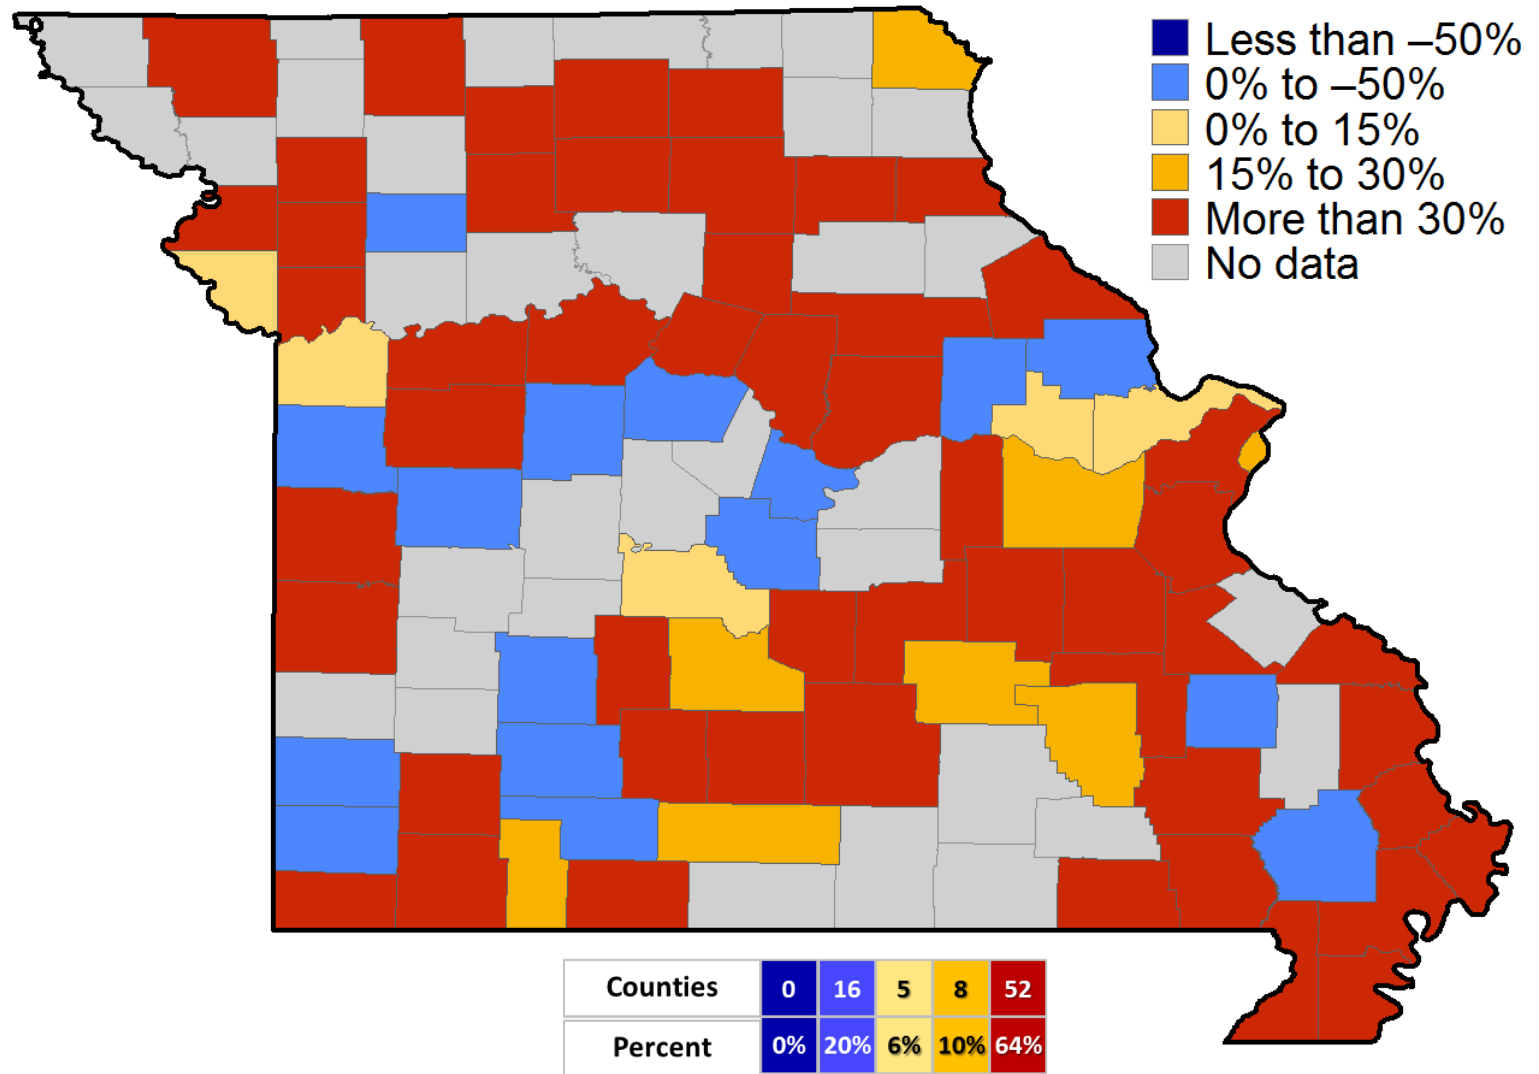 Less than –50%
0% to –50%
0% to 15%
15% to 30%
More than 30%
No data
Counties 0 16 5 8 52
Percent 0% 20% 6% 10% 64%